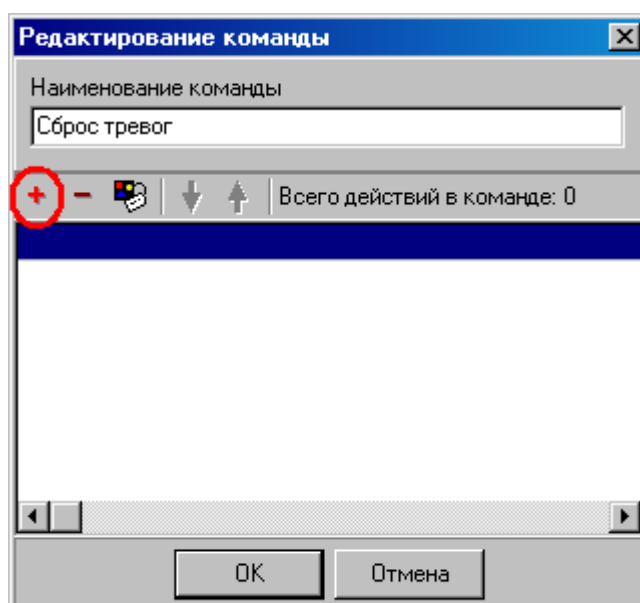 Редактирование команды
Наименование команды
Сброс тревог
Всего действий в команде: 0
OK
Отмена